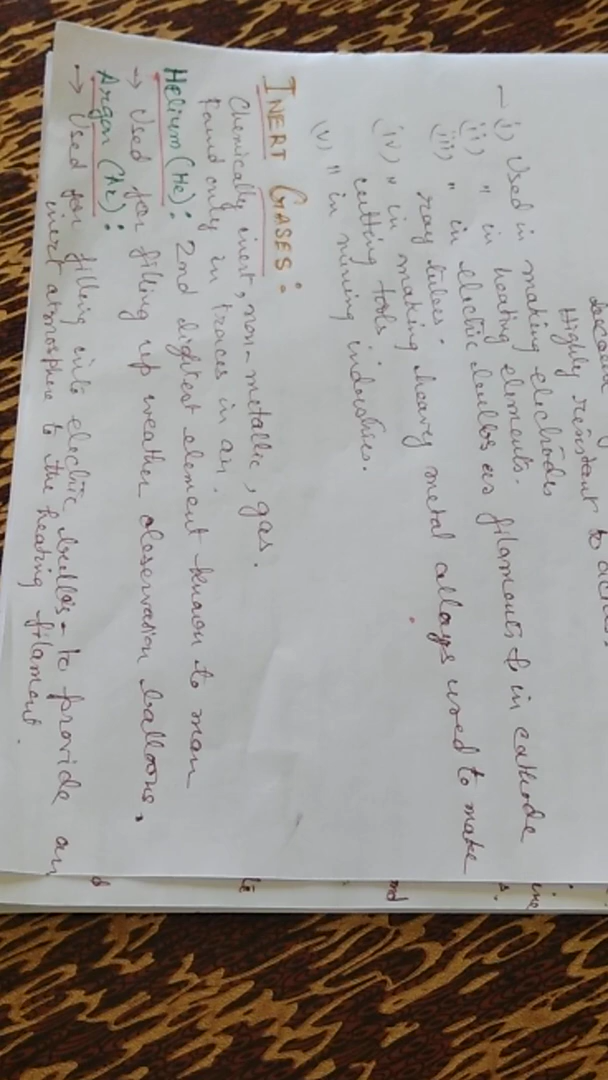 Highly resistant to
→ (i) Used in making electrodes
(ii) " in heating elements.
(iii) " in electric bulbs as filaments & in cathode
ray tubes.
(iv) " in making heavy metal alloys used to make
cutting tools
(v) " in mining industries.
INERT GASES:
Chemically inert, non-metallic, gas.
Found only in traces in air.
Helium (He): 2nd lightest element known to man
→ Used for filling up weather observation balloons.
Argon (Ar):
→ Used for filling into electric bulbs - to provide an
inert atmosphere to the heating filament.